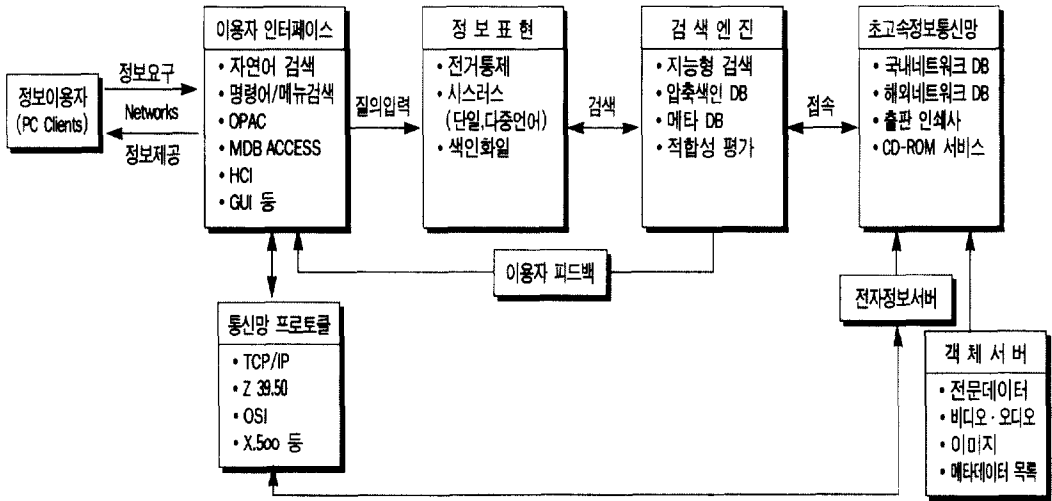 정보이용자
(PC Clients)
정보요구
Networks
정보제공
이용자 인터페이스
• 자연어 검색
• 명령어/메뉴검색
• OPAC
• MDB ACCESS
• HCI
• GUI 등
질의입력
정 보 표 현
• 전거통제
• 시스러스
(단일,다중언어)
• 색인화일
검색
검 색 엔 진
• 지능형 검색
• 압축색인 DB
• 메타 DB
• 적합성 평가
접속
초고속정보통신망
• 국내네트워크 DB
• 해외네트워크 DB
• 출판 인쇄사
• CD-ROM 서비스
이용자 피드백
통신망 프로토콜
• TCP/IP
• Z 39.50
• OSI
• X.5oo 등
전자정보서버
객 체 서 버
• 전문데이터
• 비디오 · 오디오
• 이미지
• 메타데이터 목록